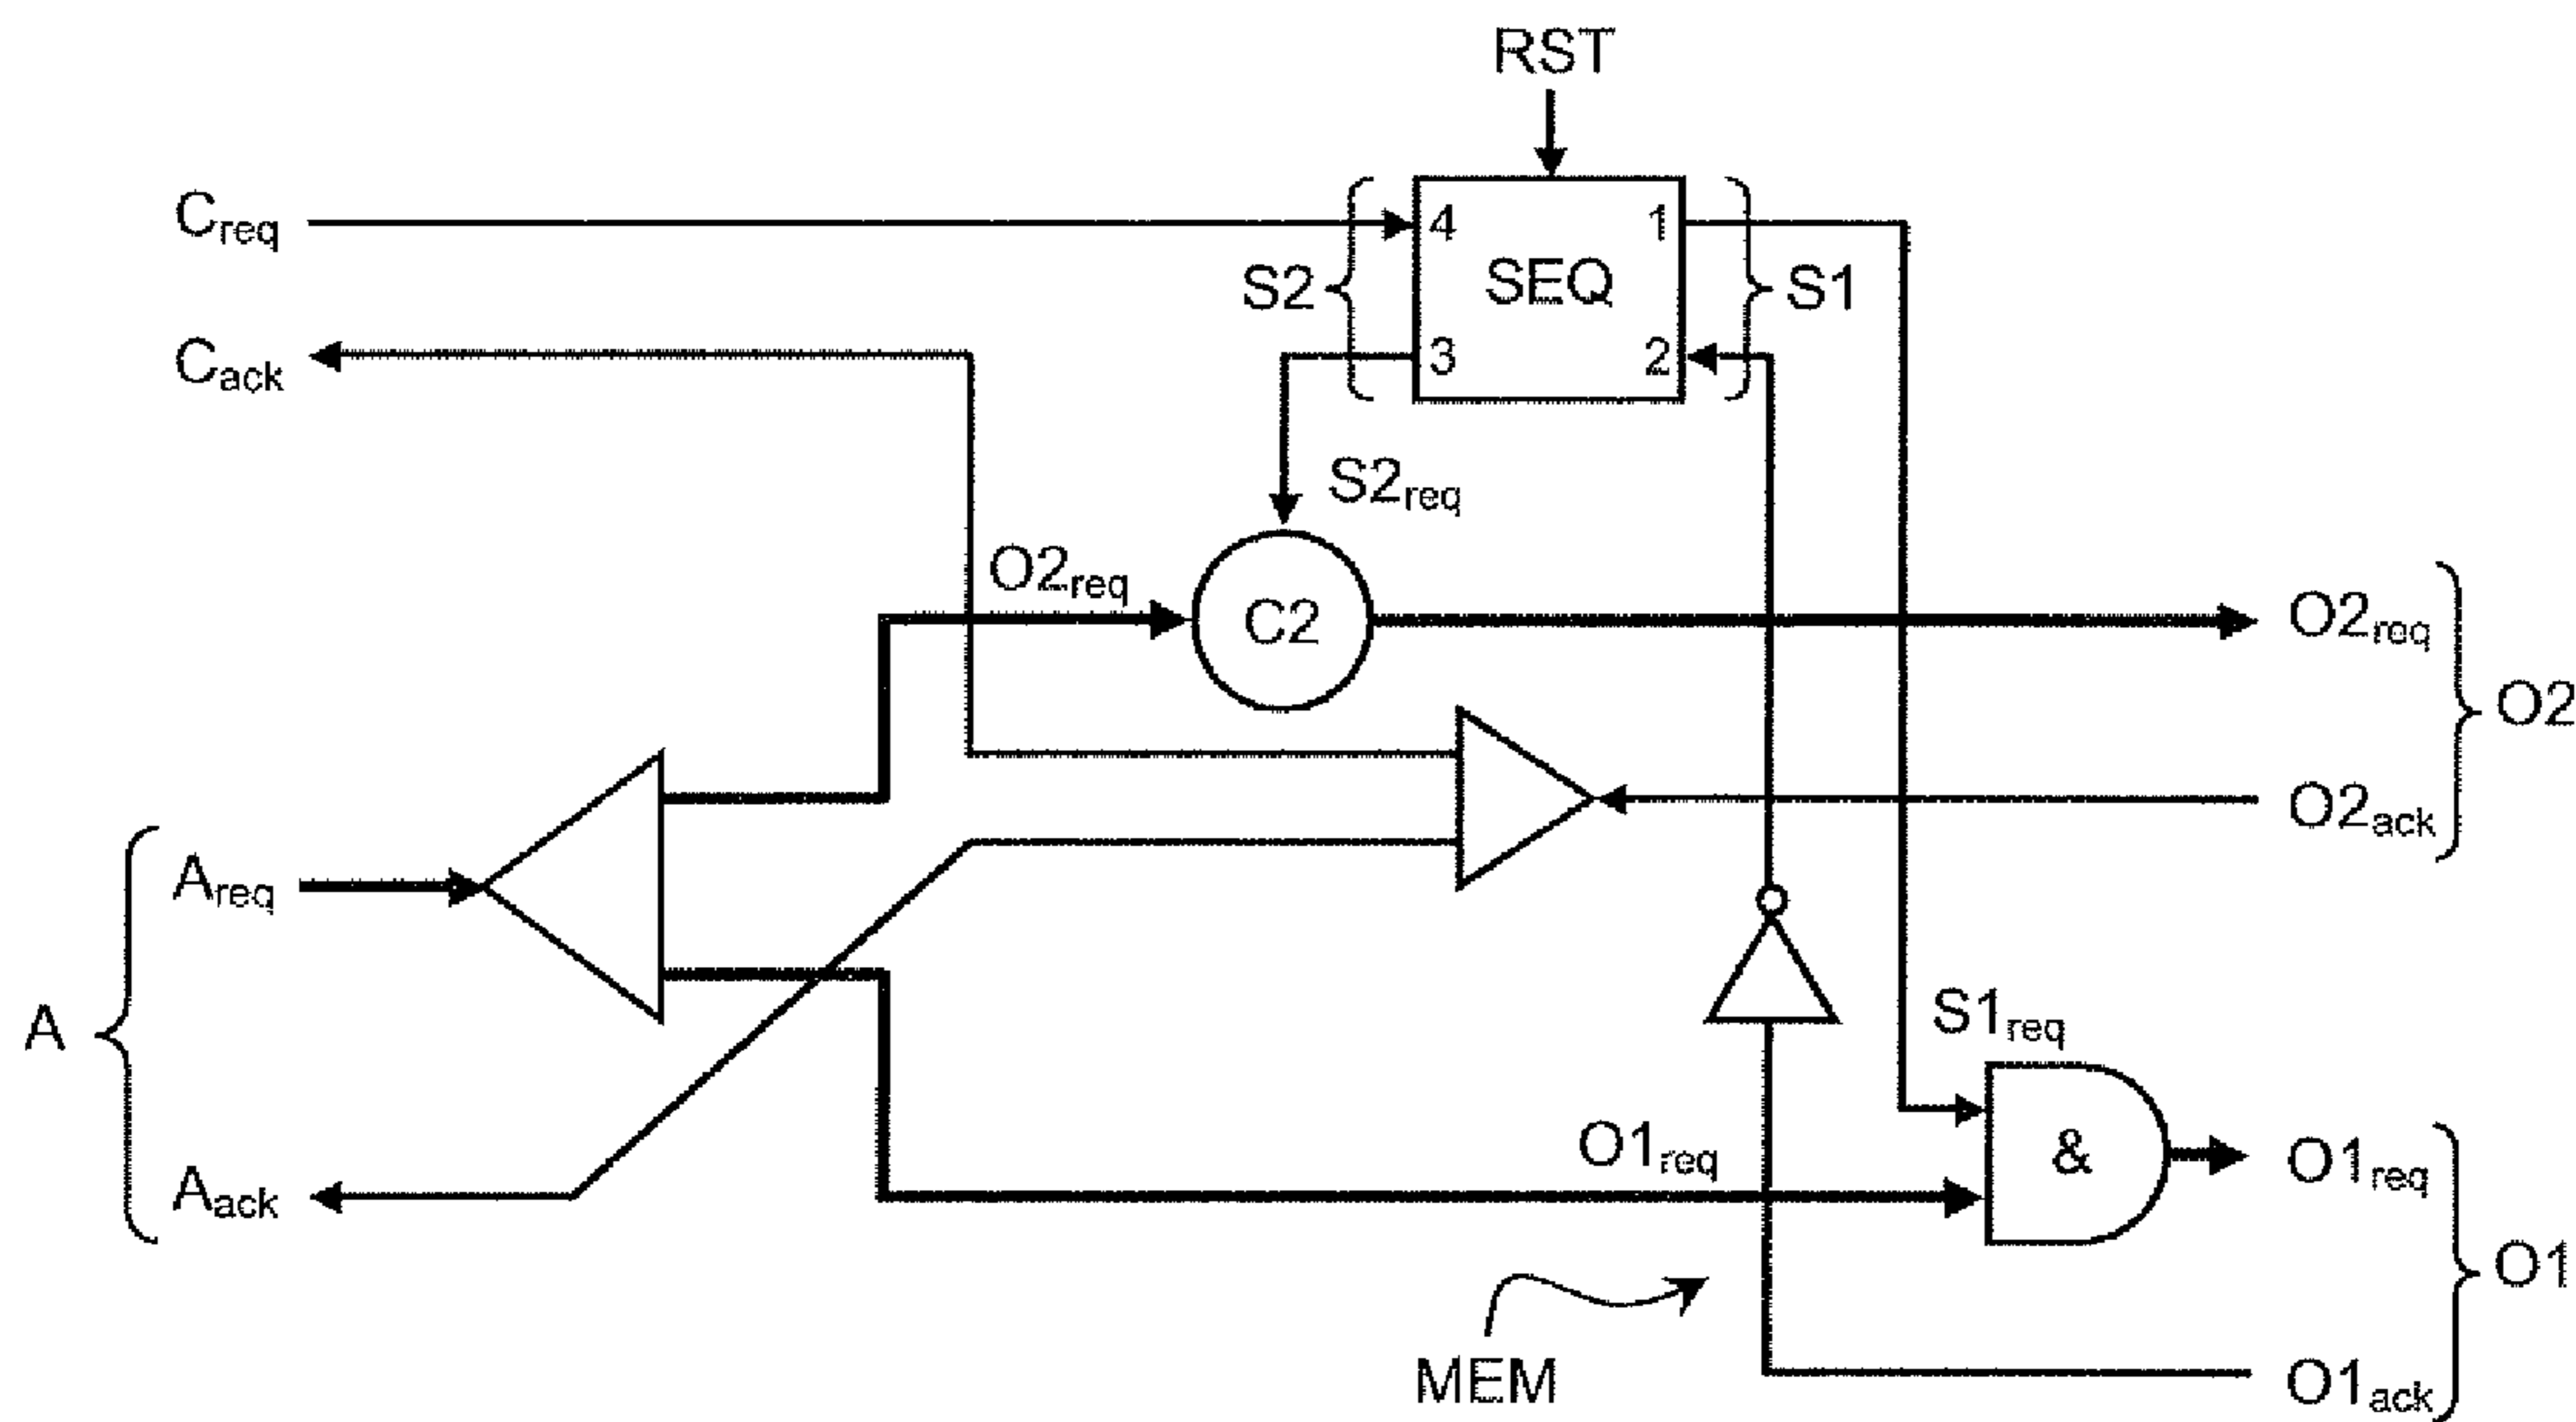 RST
Creq
4
1
SEQ
S2
S1
Cack
3
2
S2req
O2req
C2
O2req
O2
O2ack
Areq
A
S1req
O1req
&
O1req
Aack
O1
MEM
O1ack